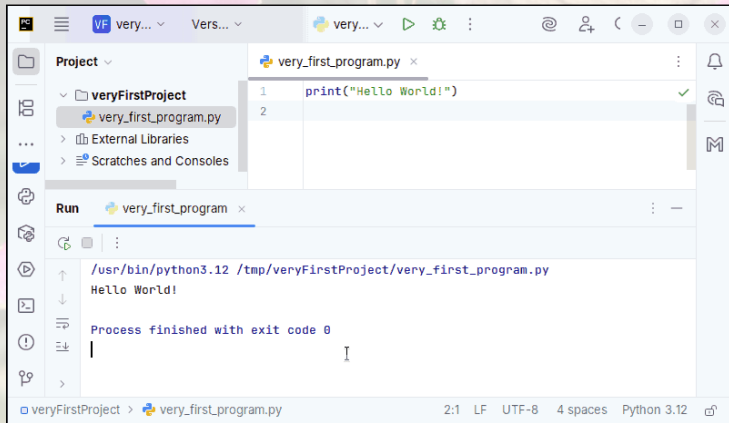 PC VF very... Vers... very...
Project
very_first_program.py
veryFirstProject
very_first_program.py
External Libraries
Scratches and Consoles
1 print("Hello World!")
2
Run very_first_program
/usr/bin/python3.12 /tmp/veryFirstProject/very_first_program.py
Hello World!
Process finished with exit code 0
veryFirstProject > very_first_program.py 2:1 LF UTF-8 4 spaces Python 3.12